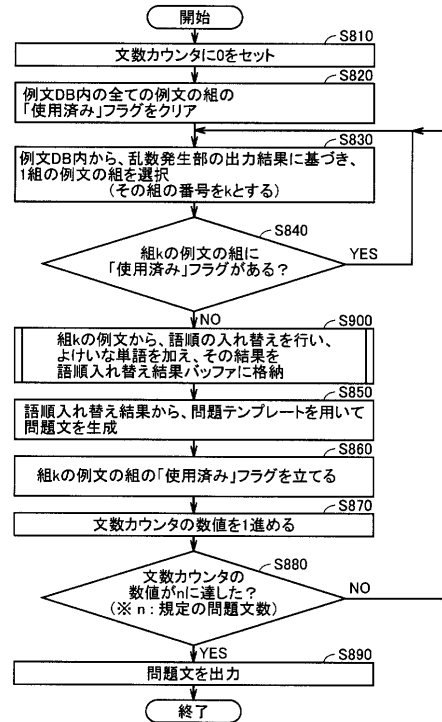 開始
S810
文数カウンタに0をセット
S820
例文DB内の全ての例文の組の
「使用済み」フラグをクリア
S830
例文DB内から、乱数発生部の出力結果に基づき、
1組の例文の組を選択
(その組の番号をkとする)
S840
組kの例文の組に
「使用済み」フラグがある?
YES
NO
S900
組kの例文から、語順の入れ替えを行い、
よけいな単語を加え、その結果を
語順入れ替え結果バッファに格納
S850
語順入れ替え結果から、問題テンプレートを用いて
問題文を生成
S860
組kの例文の組の「使用済み」フラグを立てる
S870
文数カウンタの数値を1進める
S880
文数カウンタの
数値がnに達した?
(※ n:規定の問題文数)
NO
YES
S890
問題文を出力
終了